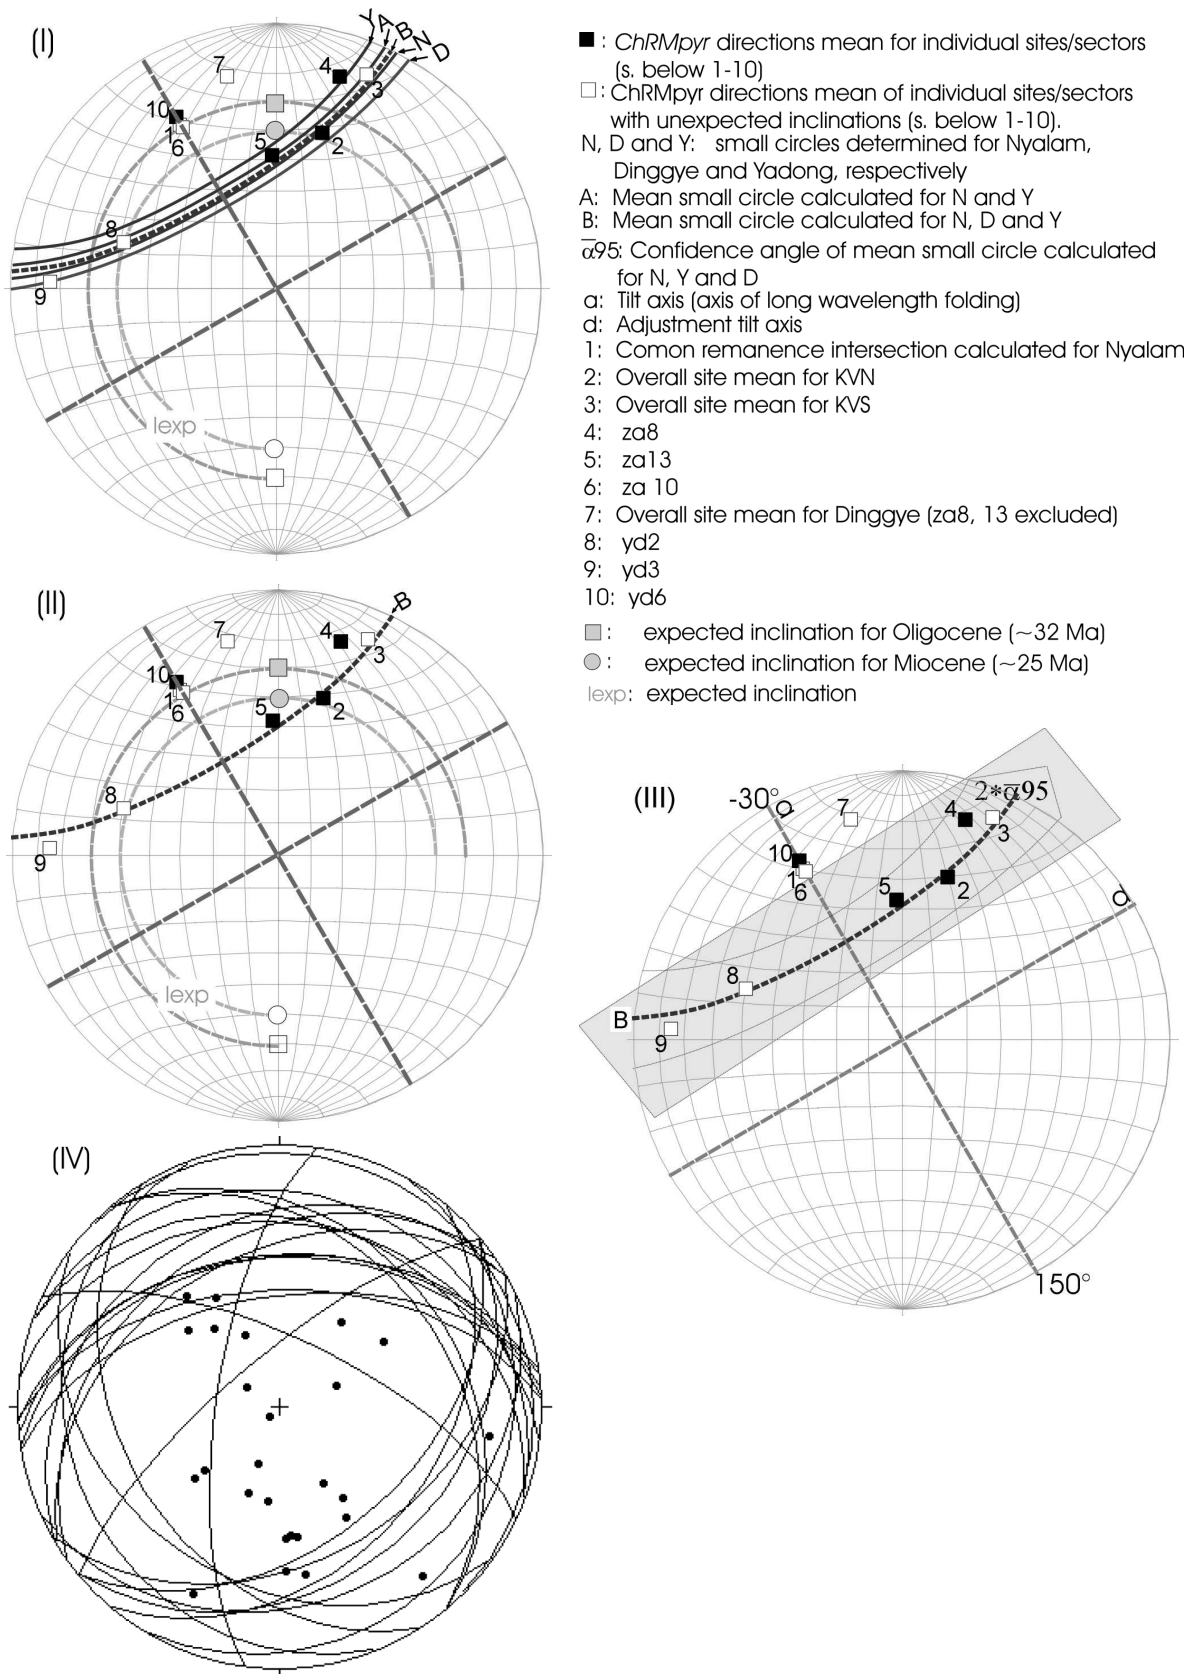 (I)
Y
A
B
N
D
7
4
3
10
1
6
5
2
8
9
Iexp
■ : ChRMpyr directions mean for individual sites/sectors
(s. below 1-10)
□ : ChRMpyr directions mean of individual sites/sectors
with unexpected inclinations (s. below 1-10).
N, D and Y: small circles determined for Nyalam,
Dinggye and Yadong, respectively
A: Mean small circle calculated for N and Y
B: Mean small circle calculated for N, D and Y
α̅95: Confidence angle of mean small circle calculated
for N, Y and D
a: Tilt axis (axis of long wavelength folding)
d: Adjustment tilt axis
1: Comon remanence intersection calculated for Nyalam
2: Overall site mean for KVN
3: Overall site mean for KVS
4: za8
5: za13
6: za 10
7: Overall site mean for Dinggye (za8, 13 excluded)
8: yd2
9: yd3
10: yd6
: expected inclination for Oligocene (~32 Ma)
: expected inclination for Miocene (~25 Ma)
Iexp: expected inclination
(II)
B
7
4
3
10
1
6
5
2
8
9
Iexp
(III)
-30°
a
2*α̅95
7
4
3
10
1
6
5
2
d
8
B
9
150°
(IV)